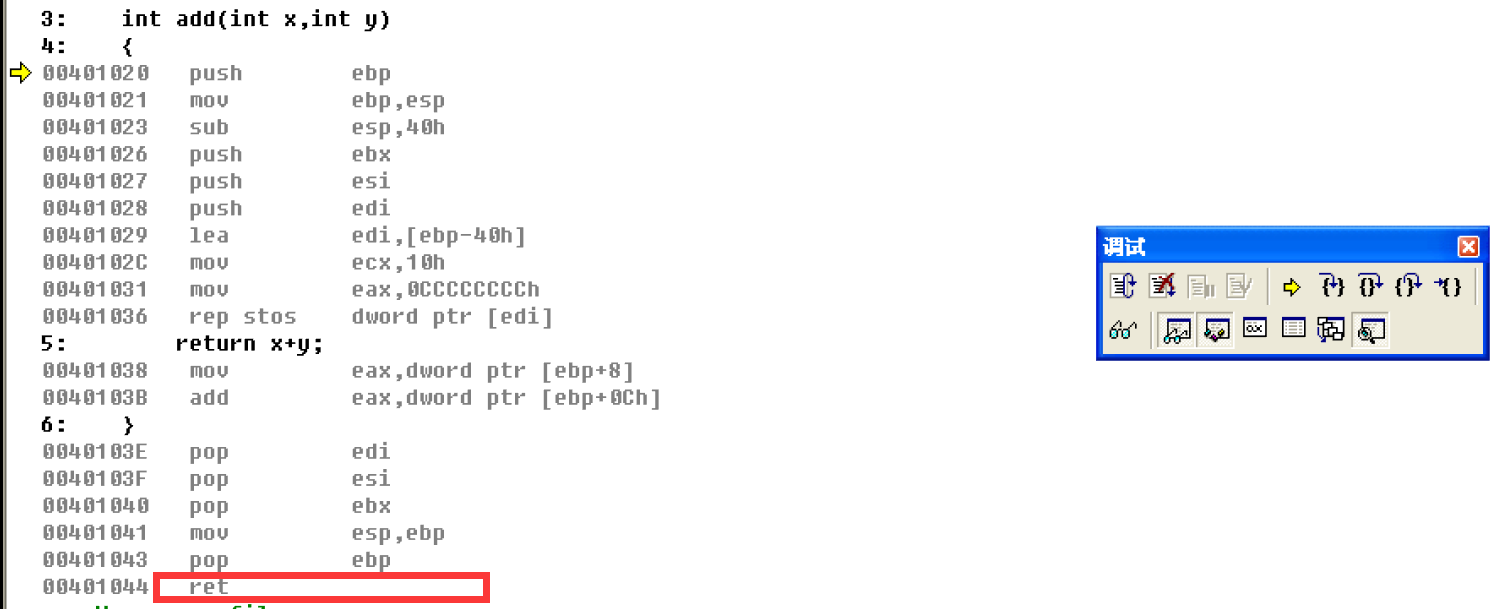 3: int add(int x,int y)
4: {
00401020 push ebp
00401021 mov ebp,esp
00401023 sub esp,40h
00401026 push ebx
00401027 push esi
00401028 push edi
00401029 lea edi,[ebp-40h]
0040102C mov ecx,10h
00401031 mov eax,0CCCCCCCCh
00401036 rep stos dword ptr [edi]
5: return x+y;
00401038 mov eax,dword ptr [ebp+8]
0040103B add eax,dword ptr [ebp+0Ch]
6: }
0040103E pop edi
0040103F pop esi
00401040 pop ebx
00401041 mov esp,ebp
00401043 pop ebp
00401044 ret
调试